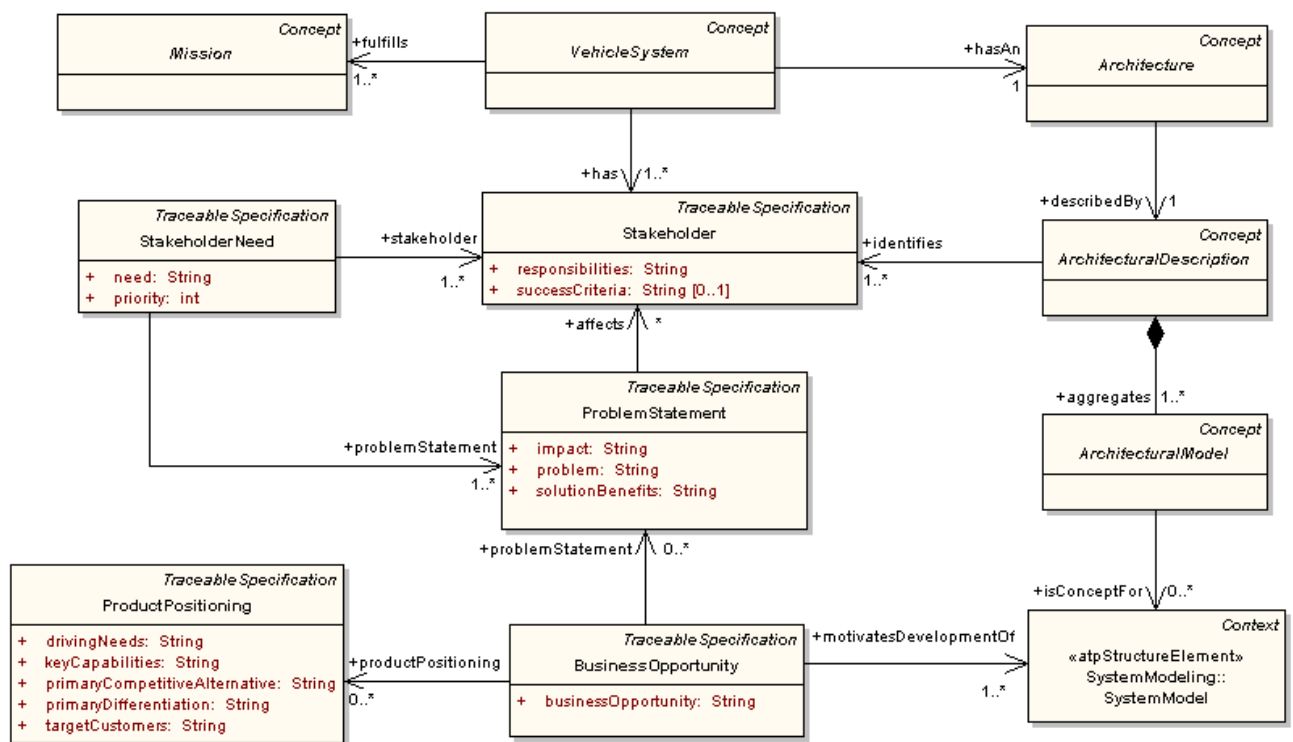 Concept
Mission
+fulfills
1..*
Concept
VehicleSystem
+hasAn
1
Concept
Architecture
+has
1..*
+describedBy
1
TraceableSpecification
StakeholderNeed
+ need: String
+ priority: int
+stakeholder
1..*
TraceableSpecification
Stakeholder
+ responsibilities: String
+ successCriteria: String [0..1]
+identifies
1..*
Concept
ArchitecturalDescription
+affects
*
+aggregates
1..*
TraceableSpecification
ProblemStatement
+ impact: String
+ problem: String
+ solutionBenefits: String
+problemStatement
1..*
Concept
ArchitecturalModel
+problemStatement
0..*
+isConceptFor
0..*
TraceableSpecification
ProductPositioning
+ drivingNeeds: String
+ keyCapabilities: String
+ primaryCompetitiveAlternative: String
+ primaryDifferentiation: String
+ targetCustomers: String
+productPositioning
0..*
TraceableSpecification
BusinessOpportunity
+ businessOpportunity: String
+motivatesDevelopmentOf
1..*
Context
«atpStructureElement»
SystemModeling::
SystemModel